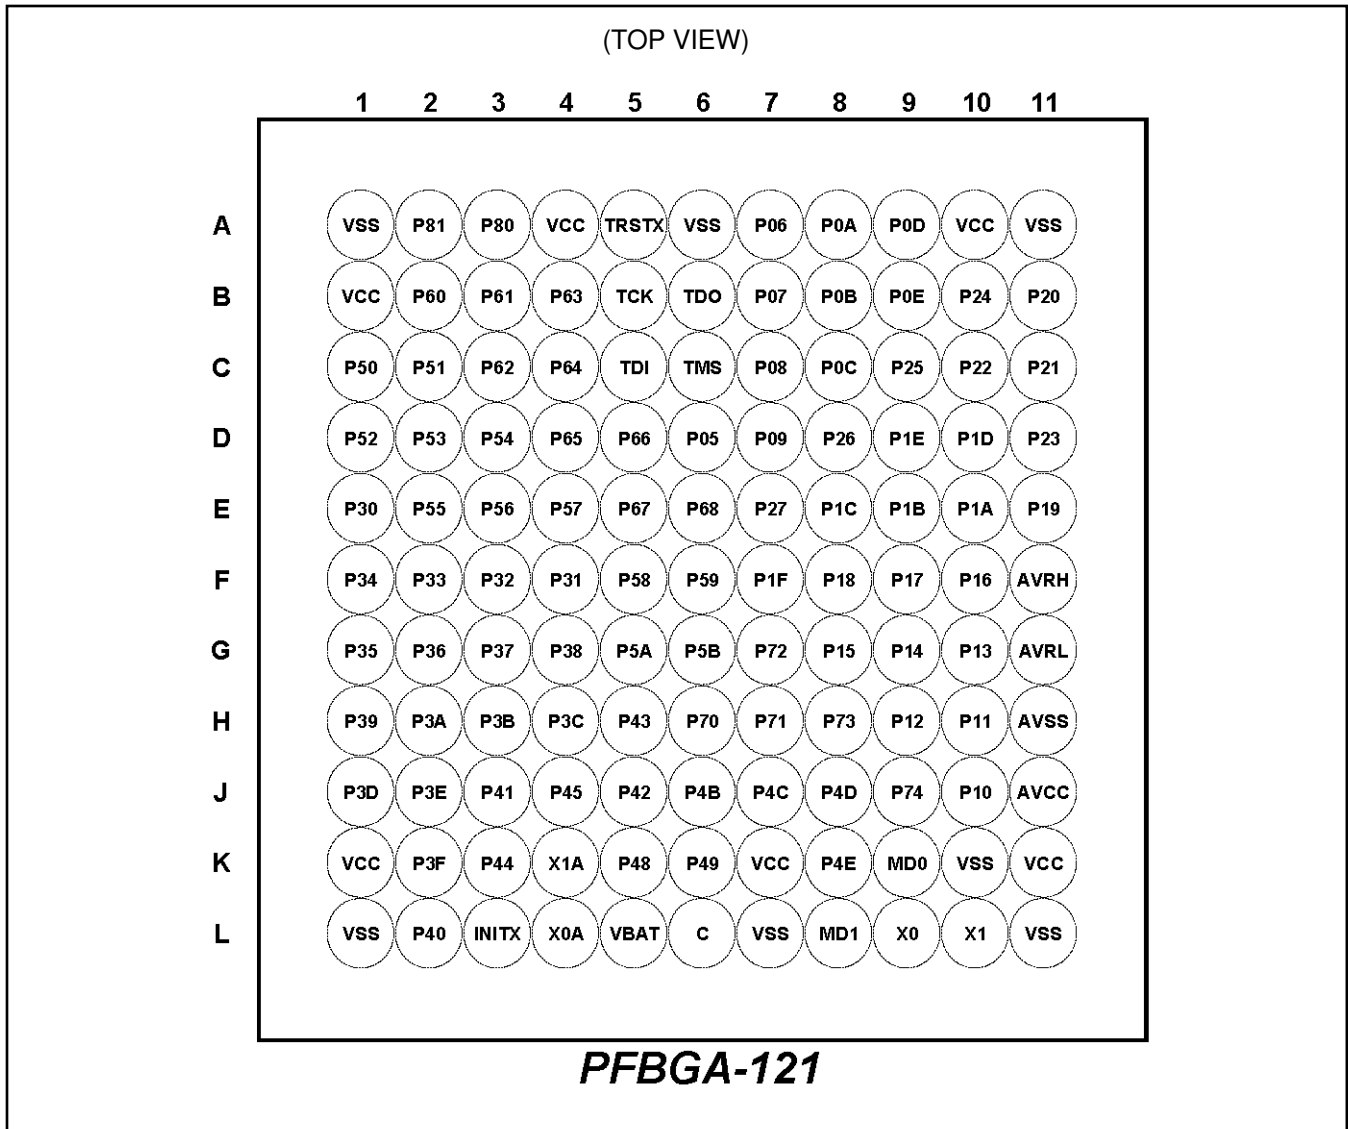 (TOP VIEW)
1 2 3 4 5 6 7 8 9 10 11
A VSS P81 P80 VCC TRSTX VSS P06 P0A P0D VCC VSS
B VCC P60 P61 P63 TCK TDO P07 P0B P0E P24 P20
C P50 P51 P62 P64 TDI TMS P08 P0C P25 P22 P21
D P52 P53 P54 P65 P66 P05 P09 P26 P1E P1D P23
E P30 P55 P56 P57 P67 P68 P27 P1C P1B P1A P19
F P34 P33 P32 P31 P58 P59 P1F P18 P17 P16 AVRH
G P35 P36 P37 P38 P5A P5B P72 P15 P14 P13 AVRL
H P39 P3A P3B P3C P43 P70 P71 P73 P12 P11 AVSS
J P3D P3E P41 P45 P42 P4B P4C P4D P74 P10 AVCC
K VCC P3F P44 X1A P48 P49 VCC P4E MD0 VSS VCC
L VSS P40 INITX X0A VBAT C VSS MD1 X0 X1 VSS
PFBGA-121